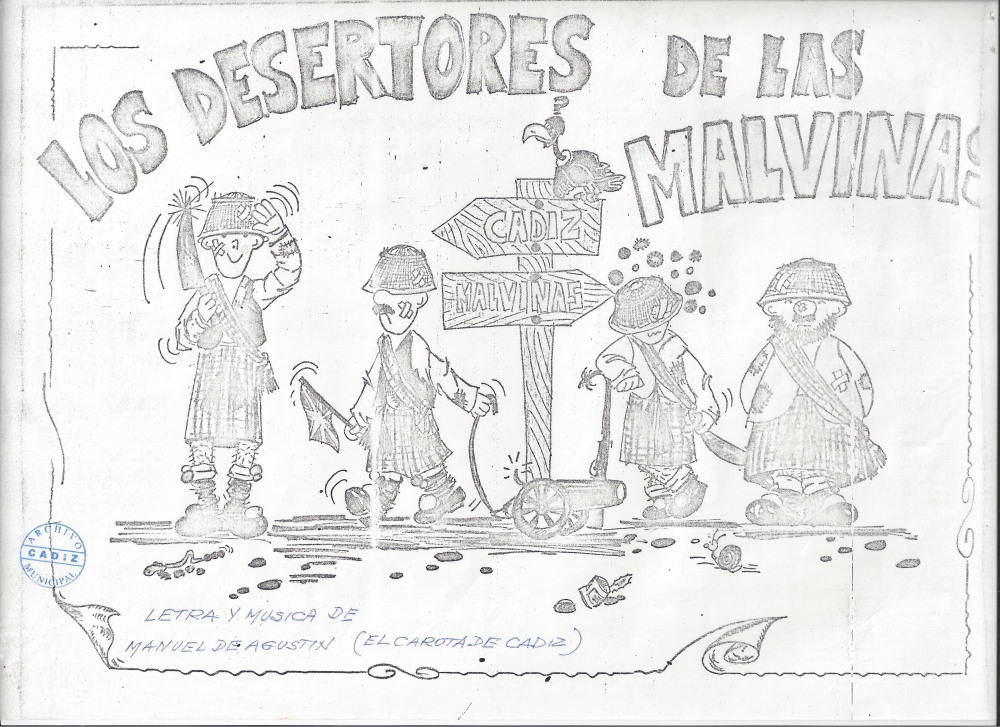 LOS DESERTORES DE LAS
MALVINAS
?
CADIZ
MALVINAS
ARCHIVO
CADIZ
MUNICIPAL
LETRA Y MUSICA DE
MANUEL DE AGUSTIN (EL CAROTA DE CADIZ)